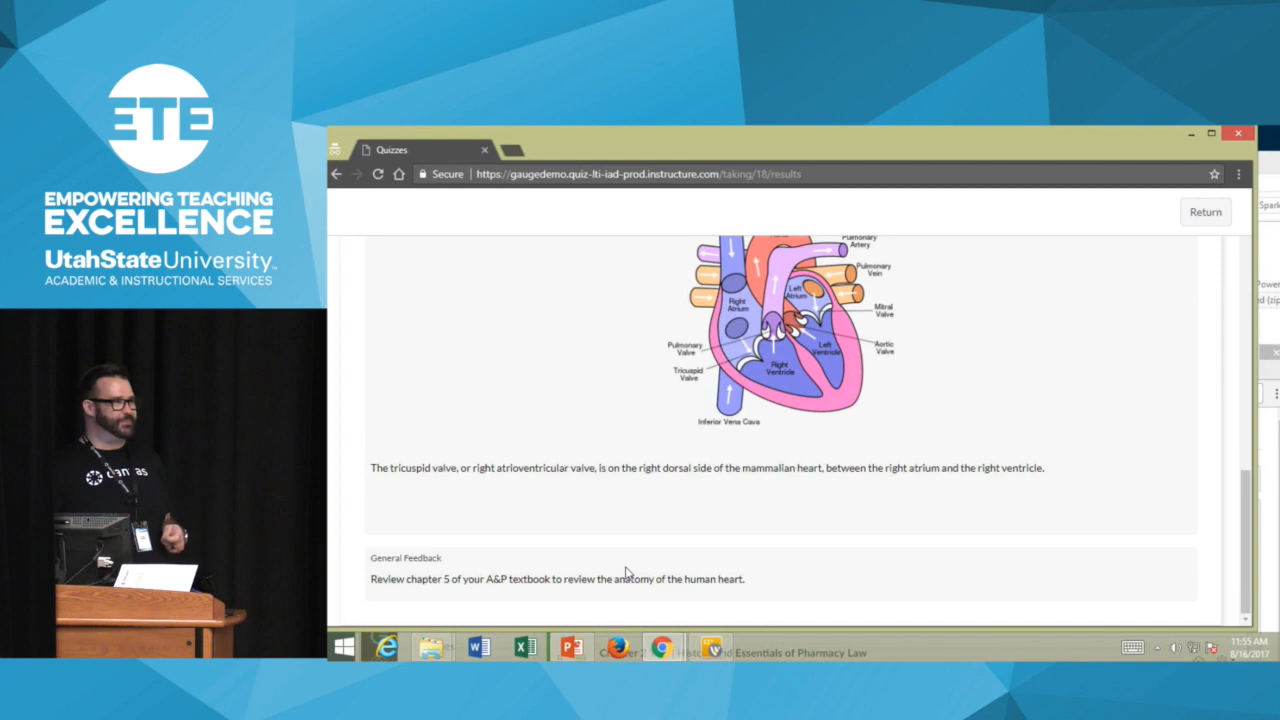 ETE
EMPOWERING TEACHING
EXCELLENCE
UtahStateUniversity™
ACADEMIC & INSTRUCTIONAL SERVICES
canvas
Quizzes
Secure
https://gaugedemo.quiz-lti-iad-prod.instructure.com/taking/18/results
Spark
Return
Pulmonary
Artery
Pulmonary
Vein
Left
Atrium
Right
Atrium
Mitral
Valve
Pulmonary
Valve
Left
Ventricle
Aortic
Valve
Tricuspid
Valve
Right
Ventricle
Inferior Vena Cava
Power
d (zip
The tricuspid valve, or right atrioventricular valve, is on the right dorsal side of the mammalian heart, between the right atrium and the right ventricle.
General Feedback
Review chapter 5 of your A&P textbook to review the anatomy of the human heart.
Essentials of Pharmacy Law
11:55 AM
8/16/2017